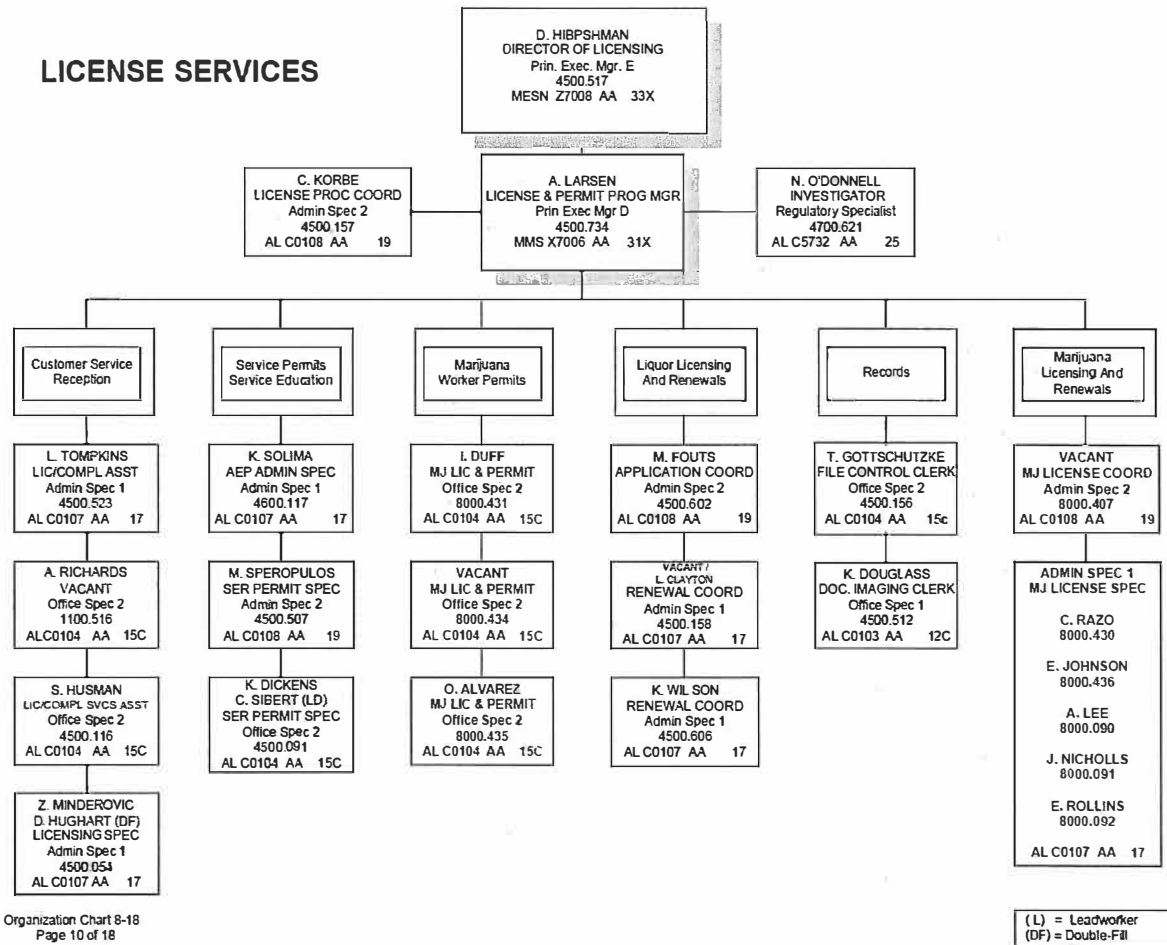 LICENSE SERVICES
D. HIBPSHMAN
DIRECTOR OF LICENSING
Prin. Exec. Mgr. E
4500.517
MESN Z7008 AA 33X
C. KORBE
LICENSE PROC COORD
Admin Spec 2
4500.157
AL C0108 AA 19
A. LARSEN
LICENSE & PERMIT PROG MGR
Prin Exec Mgr D
4500.734
MMS X7006 AA 31X
N. O'DONNELL
INVESTIGATOR
Regulatory Specialist
4700.621
AL C5732 AA 25
Customer Service
Reception
L. TOMPKINS
LIC/COMPL ASST
Admin Spec 1
4500.523
AL C0107 AA 17
A. RICHARDS
VACANT
Office Spec 2
1100.516
ALC0104 AA 15C
S. HUSMAN
LIC/COMPL SVCS ASST
Office Spec 2
4500.116
AL C0104 AA 15C
Z. MINDEROVIC
D. HUGHART (DF)
LICENSING SPEC
Admin Spec 1
4500.054
AL C0107 AA 17
Service Permits
Service Education
K. SOLIMA
AEP ADMIN SPEC
Admin Spec 1
4600.117
AL C0107 AA 17
M. SPEROPULOS
SER PERMIT SPEC
Admin Spec 2
4500.507
AL C0108 AA 19
K. DICKENS
C. SIBERT (LD)
SER PERMIT SPEC
Office Spec 2
4500.091
AL C0104 AA 15C
Marijuana
Worker Permits
I. DUFF
MJ LIC & PERMIT
Office Spec 2
8000.431
AL C0104 AA 15C
VACANT
MJ LIC & PERMIT
Office Spec 2
8000.434
AL C0104 AA 15C
O. ALVAREZ
MJ LIC & PERMIT
Office Spec 2
8000.435
AL C0104 AA 15C
Liquor Licensing
And Renewals
M. FOUTS
APPLICATION COORD
Admin Spec 2
4500.602
AL C0108 AA 19
VACANT /
L. CLAYTON
RENEWAL COORD
Admin Spec 1
4500.158
AL C0107 AA 17
K. WILSON
RENEWAL COORD
Admin Spec 1
4500.606
AL C0107 AA 17
Records
T. GOTTSCHUTZKE
FILE CONTROL CLERK
Office Spec 2
4500.156
AL C0104 AA 15c
K. DOUGLASS
DOC. IMAGING CLERK
Office Spec 1
4500.512
AL C0103 AA 12C
Marijuana
Licensing And
Renewals
VACANT
MJ LICENSE COORD
Admin Spec 2
8000.407
AL C0108 AA 19
ADMIN SPEC 1
MJ LICENSE SPEC
C. RAZO
8000.430
E. JOHNSON
8000.436
A. LEE
8000.090
J. NICHOLLS
8000.091
E. ROLLINS
8000.092
AL C0107 AA 17
Organization Chart 8-18
Page 10 of 18
(L) = Leadworker
(DF) = Double-Fill